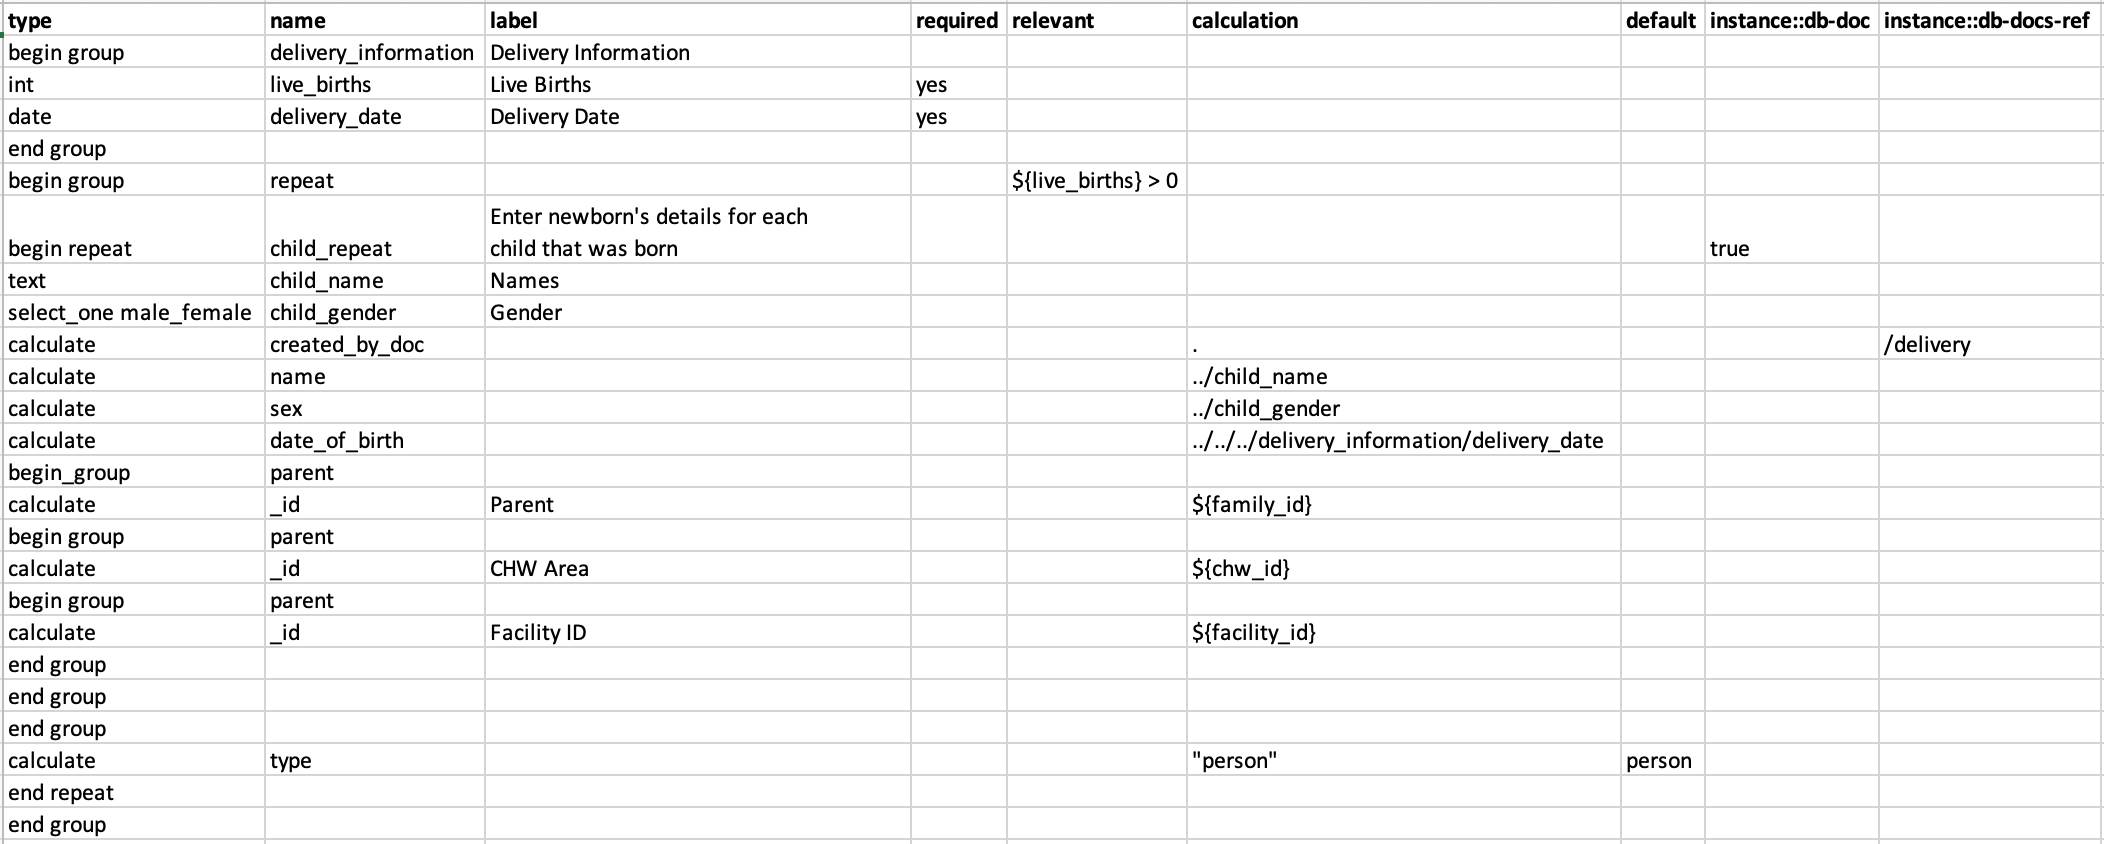 type name label required relevant calculation default instance::db-doc instance::db-docs-ref
begin group delivery_information Delivery Information
int live_births Live Births yes
date delivery_date Delivery Date yes
end group
begin group repeat ${live_births} > 0
Enter newborn's details for each
begin repeat child_repeat child that was born true
text child_name Names
select_one male_female child_gender Gender
calculate created_by_doc . /delivery
calculate name ../child_name
calculate sex ../child_gender
calculate date_of_birth ../../../delivery_information/delivery_date
begin_group parent
calculate _id Parent ${family_id}
begin group parent
calculate _id CHW Area ${chw_id}
begin group parent
calculate _id Facility ID ${facility_id}
end group
end group
end group
calculate type "person" person
end repeat
end group